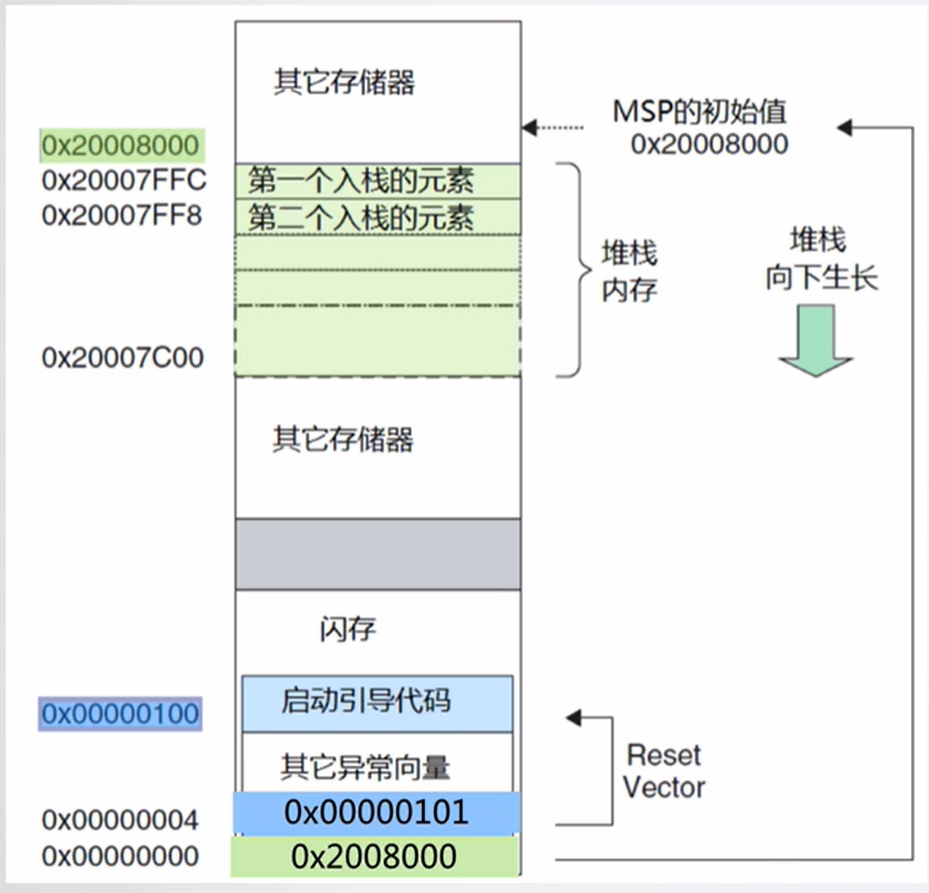 其它存储器
MSP的初始值
0x20008000
0x20008000
0x20007FFC
第一个入栈的元素
0x20007FF8
第二个入栈的元素
堆栈
内存
堆栈
向下生长
0x20007C00
其它存储器
闪存
0x00000100
启动引导代码
其它异常向量
Reset
Vector
0x00000004
0x00000101
0x00000000
0x2008000